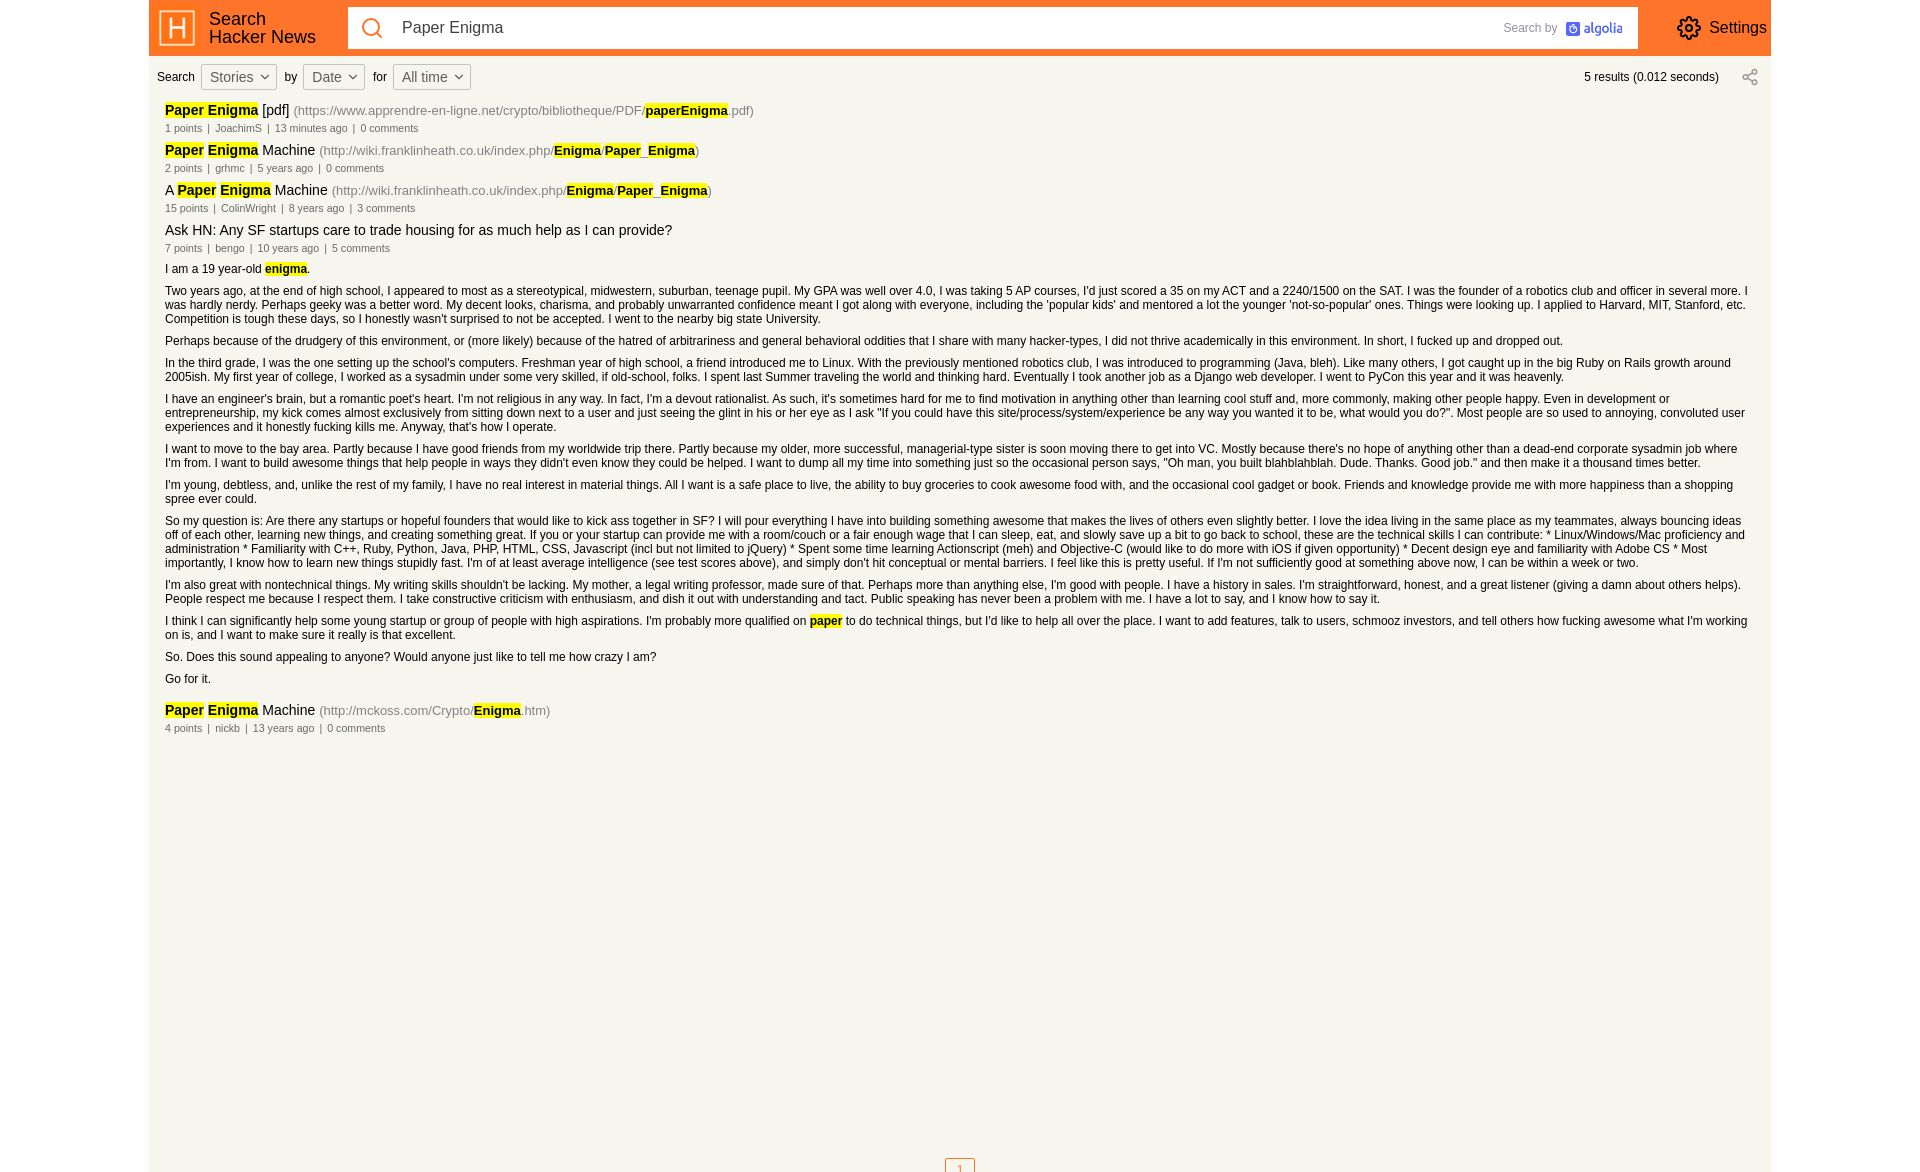 Search
Hacker News
Paper Enigma
Search by algolia
Settings
Search Stories by Date for All time
5 results (0.012 seconds)
Paper Enigma [pdf] (https://www.apprendre-en-ligne.net/crypto/bibliotheque/PDF/paperEnigma.pdf)
1 points | JoachimS | 13 minutes ago | 0 comments
Paper Enigma Machine (http://wiki.franklinheath.co.uk/index.php/Enigma/Paper_Enigma)
2 points | grhmc | 5 years ago | 0 comments
A Paper Enigma Machine (http://wiki.franklinheath.co.uk/index.php/Enigma/Paper_Enigma)
15 points | ColinWright | 8 years ago | 3 comments
Ask HN: Any SF startups care to trade housing for as much help as I can provide?
7 points | bengo | 10 years ago | 5 comments
I am a 19 year-old enigma.
Two years ago, at the end of high school, I appeared to most as a stereotypical, midwestern, suburban, teenage pupil. My GPA was well over 4.0, I was taking 5 AP courses, I'd just scored a 35 on my ACT and a 2240/1500 on the SAT. I was the founder of a robotics club and officer in several more. I
was hardly nerdy. Perhaps geeky was a better word. My decent looks, charisma, and probably unwarranted confidence meant I got along with everyone, including the 'popular kids' and mentored a lot the younger 'not-so-popular' ones. Things were looking up. I applied to Harvard, MIT, Stanford, etc.
Competition is tough these days, so I honestly wasn't surprised to not be accepted. I went to the nearby big state University.
Perhaps because of the drudgery of this environment, or (more likely) because of the hatred of arbitrariness and general behavioral oddities that I share with many hacker-types, I did not thrive academically in this environment. In short, I fucked up and dropped out.
In the third grade, I was the one setting up the school's computers. Freshman year of high school, a friend introduced me to Linux. With the previously mentioned robotics club, I was introduced to programming (Java, bleh). Like many others, I got caught up in the big Ruby on Rails growth around
2005ish. My first year of college, I worked as a sysadmin under some very skilled, if old-school, folks. I spent last Summer traveling the world and thinking hard. Eventually I took another job as a Django web developer. I went to PyCon this year and it was heavenly.
I have an engineer's brain, but a romantic poet's heart. I'm not religious in any way. In fact, I'm a devout rationalist. As such, it's sometimes hard for me to find motivation in anything other than learning cool stuff and, more commonly, making other people happy. Even in development or
entrepreneurship, my kick comes almost exclusively from sitting down next to a user and just seeing the glint in his or her eye as I ask "If you could have this site/process/system/experience be any way you wanted it to be, what would you do?". Most people are so used to annoying, convoluted user
experiences and it honestly fucking kills me. Anyway, that's how I operate.
I want to move to the bay area. Partly because I have good friends from my worldwide trip there. Partly because my older, more successful, managerial-type sister is soon moving there to get into VC. Mostly because there's no hope of anything other than a dead-end corporate sysadmin job where
I'm from. I want to build awesome things that help people in ways they didn't even know they could be helped. I want to dump all my time into something just so the occasional person says, "Oh man, you built blahblahblah. Dude. Thanks. Good job." and then make it a thousand times better.
I'm young, debtless, and, unlike the rest of my family, I have no real interest in material things. All I want is a safe place to live, the ability to buy groceries to cook awesome food with, and the occasional cool gadget or book. Friends and knowledge provide me with more happiness than a shopping
spree ever could.
So my question is: Are there any startups or hopeful founders that would like to kick ass together in SF? I will pour everything I have into building something awesome that makes the lives of others even slightly better. I love the idea living in the same place as my teammates, always bouncing ideas
off of each other, learning new things, and creating something great. If you or your startup can provide me with a room/couch or a fair enough wage that I can sleep, eat, and slowly save up a bit to go back to school, these are the technical skills I can contribute: * Linux/Windows/Mac proficiency and
administration * Familiarity with C++, Ruby, Python, Java, PHP, HTML, CSS, Javascript (incl but not limited to jQuery) * Spent some time learning Actionscript (meh) and Objective-C (would like to do more with iOS if given opportunity) * Decent design eye and familiarity with Adobe CS * Most
importantly, I know how to learn new things stupidly fast. I'm of at least average intelligence (see test scores above), and simply don't hit conceptual or mental barriers. I feel like this is pretty useful. If I'm not sufficiently good at something above now, I can be within a week or two.
I'm also great with nontechnical things. My writing skills shouldn't be lacking. My mother, a legal writing professor, made sure of that. Perhaps more than anything else, I'm good with people. I have a history in sales. I'm straightforward, honest, and a great listener (giving a damn about others helps).
People respect me because I respect them. I take constructive criticism with enthusiasm, and dish it out with understanding and tact. Public speaking has never been a problem with me. I have a lot to say, and I know how to say it.
I think I can significantly help some young startup or group of people with high aspirations. I'm probably more qualified on paper to do technical things, but I'd like to help all over the place. I want to add features, talk to users, schmooz investors, and tell others how fucking awesome what I'm working
on is, and I want to make sure it really is that excellent.
So. Does this sound appealing to anyone? Would anyone just like to tell me how crazy I am?
Go for it.
Paper Enigma Machine (http://mckoss.com/Crypto/Enigma.htm)
4 points | nickb | 13 years ago | 0 comments
1